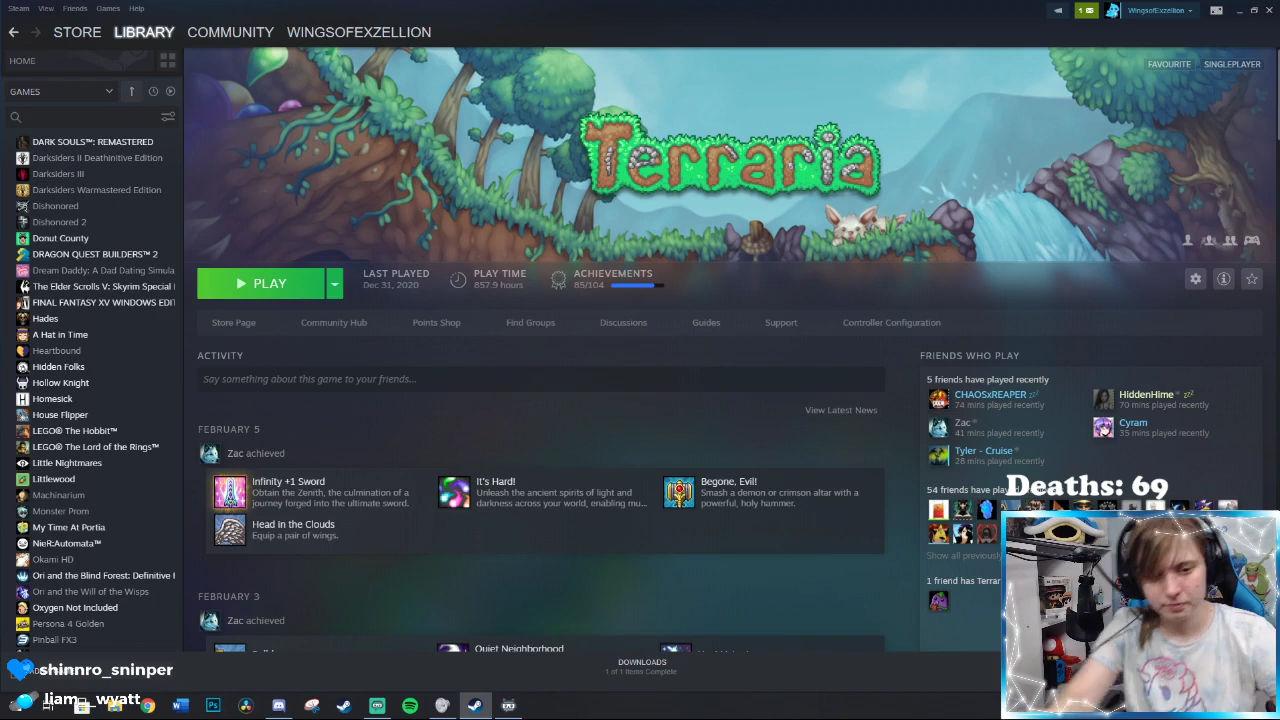 Steam View Friends Games Help
1
WingsofExzellion
STORE LIBRARY COMMUNITY WINGSOFEXZELLION
HOME
GAMES
DARK SOULS™: REMASTERED
Darksiders II Deathinitive Edition
Darksiders III
Darksiders Warmastered Edition
Dishonored
Dishonored 2
Donut County
DRAGON QUEST BUILDERS™ 2
Dream Daddy: A Dad Dating Simula
The Elder Scrolls V: Skyrim Special
FINAL FANTASY XV WINDOWS EDIT
Hades
A Hat in Time
Heartbound
Hidden Folks
Hollow Knight
Homesick
House Flipper
LEGO® The Hobbit™
LEGO® The Lord of the Rings™
Little Nightmares
Littlewood
Machinarium
Monster Prom
My Time At Portia
NieR:Automata™
Okami HD
Ori and the Blind Forest: Definitive
Ori and the Will of the Wisps
Oxygen Not Included
Persona 4 Golden
Pinball FX3
FAVOURITE SINGLEPLAYER
Terraria
PLAY
LAST PLAYED
Dec 31, 2020
PLAY TIME
857.9 hours
ACHIEVEMENTS
85/104
Store Page Community Hub Points Shop Find Groups Discussions Guides Support Controller Configuration
ACTIVITY
Say something about this game to your friends...
View Latest News
FEBRUARY 5
Zac achieved
Infinity +1 Sword
Obtain the Zenith, the culmination of a
journey forged into the ultimate sword.
It's Hard!
Unleash the ancient spirits of light and
darkness across your world, enabling mu...
Begone, Evil!
Smash a demon or crimson altar with a
powerful, holy hammer.
Head in the Clouds
Equip a pair of wings.
FEBRUARY 3
Zac achieved
Quiet Neighborhood
FRIENDS WHO PLAY
5 friends have played recently
CHAOSxREAPER
74 mins played recently
HiddenHime
70 mins played recently
Zac
41 mins played recently
Cyram
35 mins played recently
Tyler - Cruise
28 mins played recently
54 friends have
Show all previously
1 friend has Terrar
Deaths: 69
DOWNLOADS
1 of 1 Items Complete
shinnro_sninper
liam_wyatt